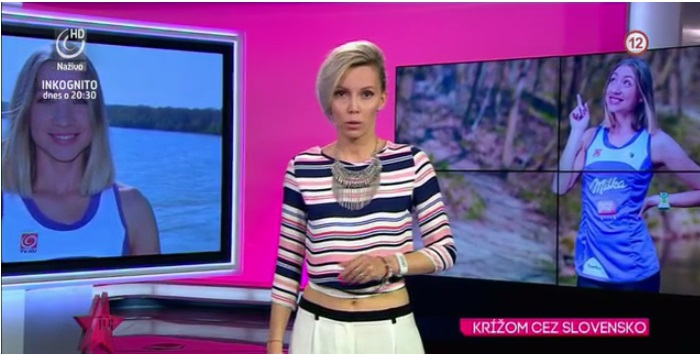 HD
Naživo
INKOGNITO
dnes o 20:30
12
Milka
KRÍŽOM CEZ SLOVENSKO